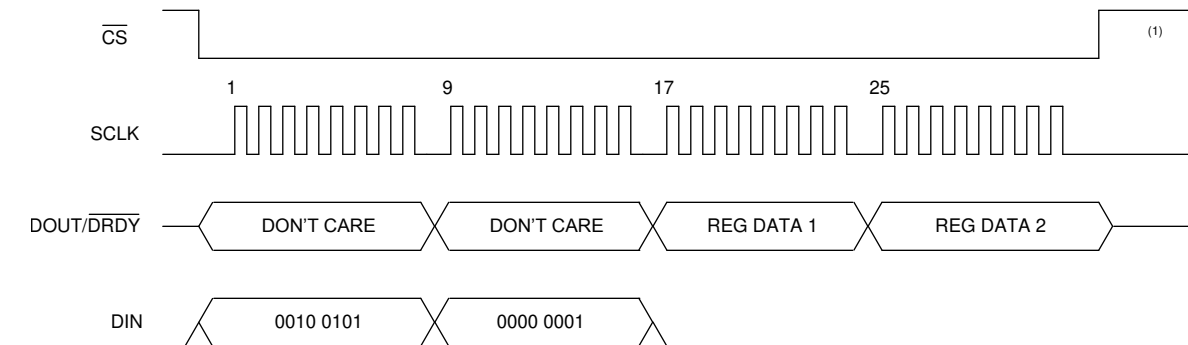 CS
(1)
1 9 17 25
SCLK
DOUT/DRDY DON'T CARE DON'T CARE REG DATA 1 REG DATA 2
DIN 0010 0101 0000 0001